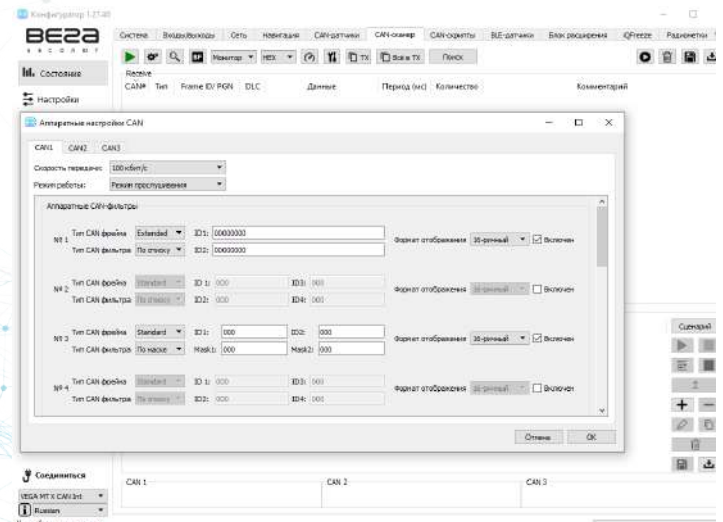 Конфигуратор 1.27.40
ВЕГА
АБСОЛЮТ
Система Входы/Выходы Сеть Навигация CAN-датчики CAN-сканер CAN-скрипты BLE-датчики Блок расширения iQFreeze Радиометки
Монитор HEX TX Всё в TX Поиск
Состояние
Настройки
Receive
CAN# Тип Frame ID/ PGN DLC Данные Период (мс) Количество Комментарий
Аппаратные настройки CAN
CAN1 CAN2 CAN3
Скорость передачи: 100 кбит/с
Режим работы: Режим прослушивания
Аппаратные CAN-фильтры
№ 1 Тип CAN фрейма Extended ID1: 00000000
Тип CAN фильтра По списку ID2: 00000000
Формат отображения 16-ричный Включен
№ 2 Тип CAN фрейма Standard ID 1: 000 ID3: 000
Тип CAN фильтра По списку ID2: 000 ID4: 000
Формат отображения 16-ричный Включен
№ 3 Тип CAN фрейма Standard ID1: 000 ID2: 000
Тип CAN фильтра По маске Mask1: 000 Mask2: 000
Формат отображения 16-ричный Включен
№ 4 Тип CAN фрейма Standard ID 1: 000 ID3: 000
Тип CAN фильтра По списку ID2: 000 ID4: 000
Формат отображения 16-ричный Включен
Отмена OK
Сценарий
Соединиться
VEGA MT X CAN Int
Russian
CAN 1 CAN 2 CAN 3